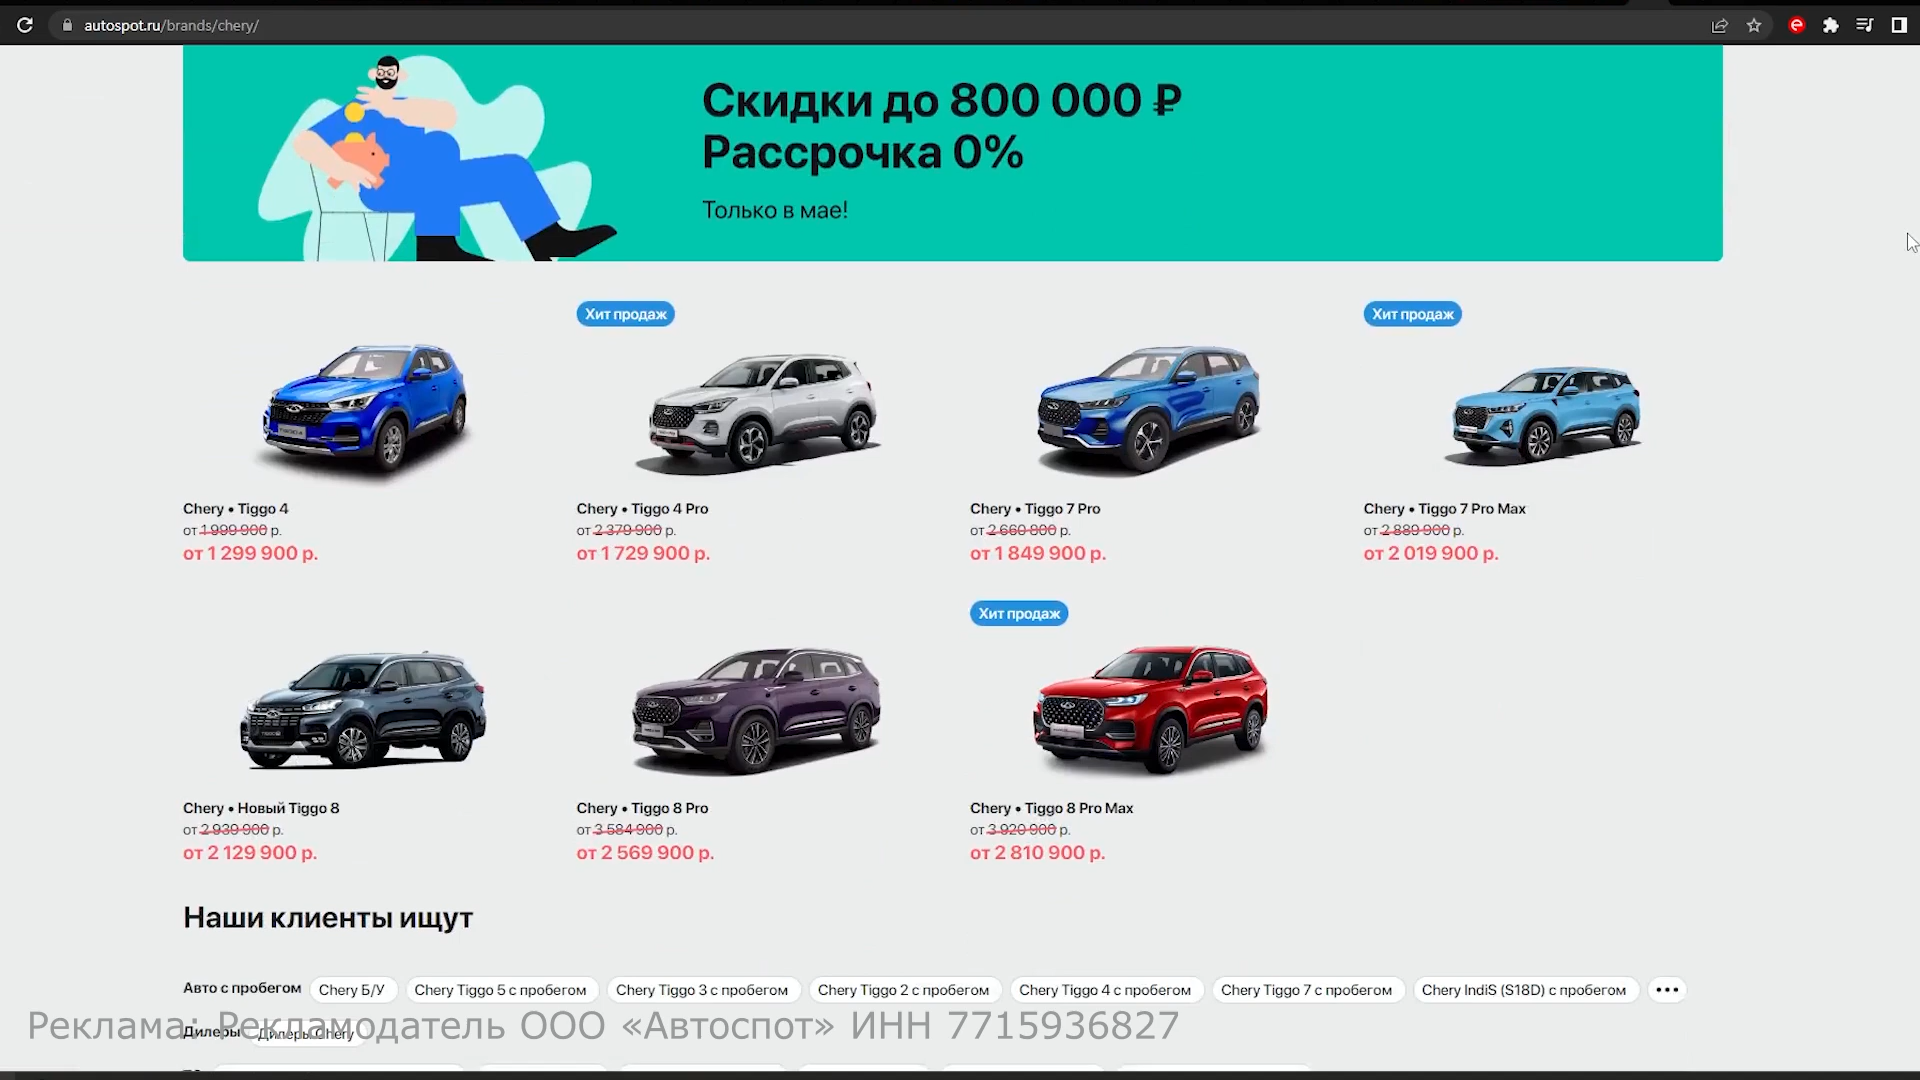 autospot.ru/brands/chery/
Скидки до 800 000 ₽
Рассрочка 0%
Только в мае!
Хит продаж
Хит продаж
Chery • Tiggo 4
от 1 999 900 р.
от 1 299 900 р.
Chery • Tiggo 4 Pro
от 2 379 900 р.
от 1 729 900 р.
Chery • Tiggo 7 Pro
от 2 660 800 р.
от 1 849 900 р.
Chery • Tiggo 7 Pro Max
от 2 889 900 р.
от 2 019 900 р.
Хит продаж
Chery • Новый Tiggo 8
от 2 939 900 р.
от 2 129 900 р.
Chery • Tiggo 8 Pro
от 3 584 900 р.
от 2 569 900 р.
Chery • Tiggo 8 Pro Max
от 3 920 900 р.
от 2 810 900 р.
Наши клиенты ищут
Авто с пробегом Chery Б/У Chery Tiggo 5 с пробегом Chery Tiggo 3 с пробегом Chery Tiggo 2 с пробегом Chery Tiggo 4 с пробегом Chery Tiggo 7 с пробегом Chery IndiS (S18D) с пробегом •••
Дилеры Дилеры Chery
Реклама: Рекламодатель ООО «Автоспот» ИНН 7715936827